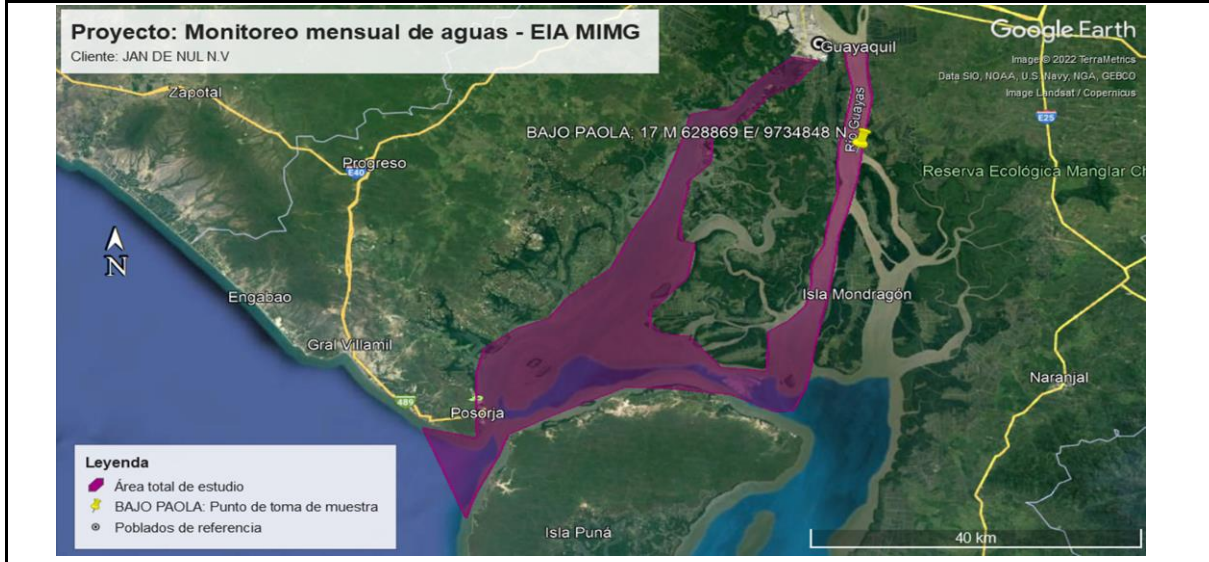 Proyecto: Monitoreo mensual de aguas - EIA MIMG
Cliente: JAN DE NUL N.V
Google Earth
Image © 2022 TerraMetrics
Data SIO, NOAA, U.S. Navy, NGA, GEBCO
Image Landsat / Copernicus
Guayaquil
Zapotal
E25
BAJO PAOLA; 17 M 628869 E/ 9734848 N
Río Guayas
Progreso
E40
Reserva Ecológica Manglar Ch
N
Engabao
Isla Mondragón
Gral Villamil
Naranjal
489
Posorja
Leyenda
Área total de estudio
BAJO PAOLA: Punto de toma de muestra
Poblados de referencia
Isla Puná
40 km